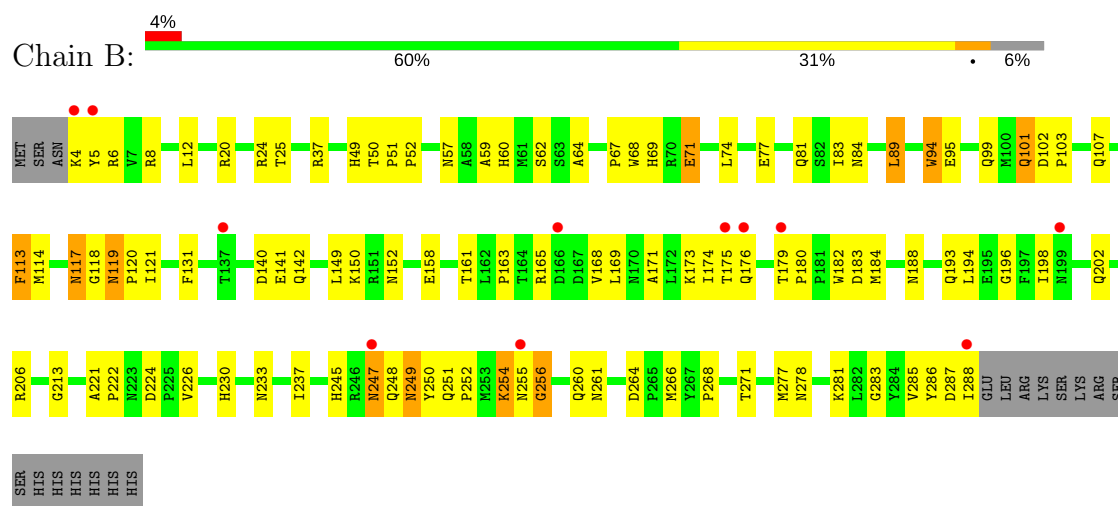 4%
Chain B:
60% 31% • 6%
MET SER ASN K4 Y5 R6 V7 R8 L12 R20 R24 T25 R37 H49 T50 P51 P52 N57 A58 A59 H60 M61 S62 S63 A64 P67 W68 H69 R70 E71 L74 E77 Q81 S82 I83 N84 L89 W94 E95 Q99 M100 Q101 D102 P103 Q107
F113 M114 N117 G118 N119 P120 I121 F131 T137 D140 E141 Q142 L149 K150 R151 N152 E158 T161 L162 P163 T164 R165 D166 D167 V168 L169 N170 A171 L172 K173 I174 T175 Q176 T179 P180 P181 W182 D183 M184 N188 Q193 L194 E195 G196 F197 I198 N199 Q202
R206 G213 A221 P222 N223 D224 P225 V226 H230 N233 I237 H245 R246 N247 Q248 N249 Y250 Q251 P252 M253 K254 N255 G256 Q260 N261 D264 P265 M266 Y267 P268 T271 M277 N278 K281 L282 G283 Y284 V285 Y286 D287 I288 GLU LEU ARG LYS SER LYS ARG SER
SER HIS HIS HIS HIS HIS HIS